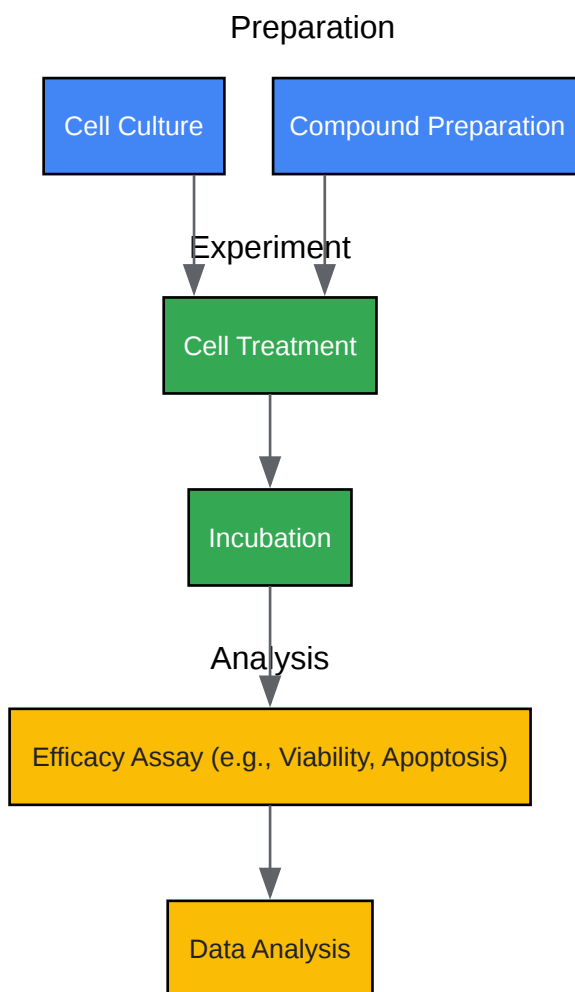 Preparation
Cell Culture
Compound Preparation
Experiment
Cell Treatment
Incubation
Analysis
Efficacy Assay (e.g., Viability, Apoptosis)
Data Analysis